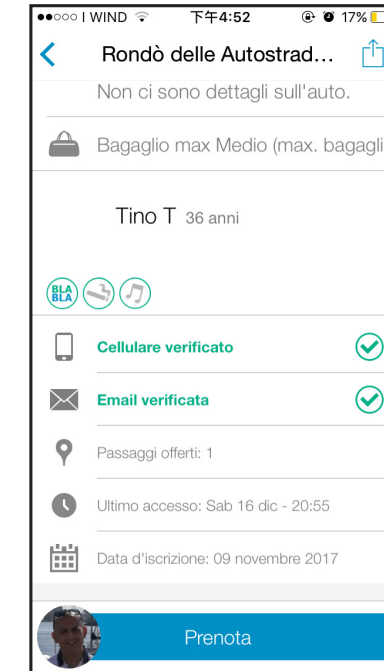 I WIND 下午4:52 17%
Rondò delle Autostrad...
Non ci sono dettagli sull'auto.
Bagaglio max Medio (max. bagagli
Tino T 36 anni
BLA
BLA
Cellulare verificato
Email verificata
Passaggi offerti: 1
Ultimo accesso: Sab 16 dic - 20:55
Data d'iscrizione: 09 novembre 2017
Prenota